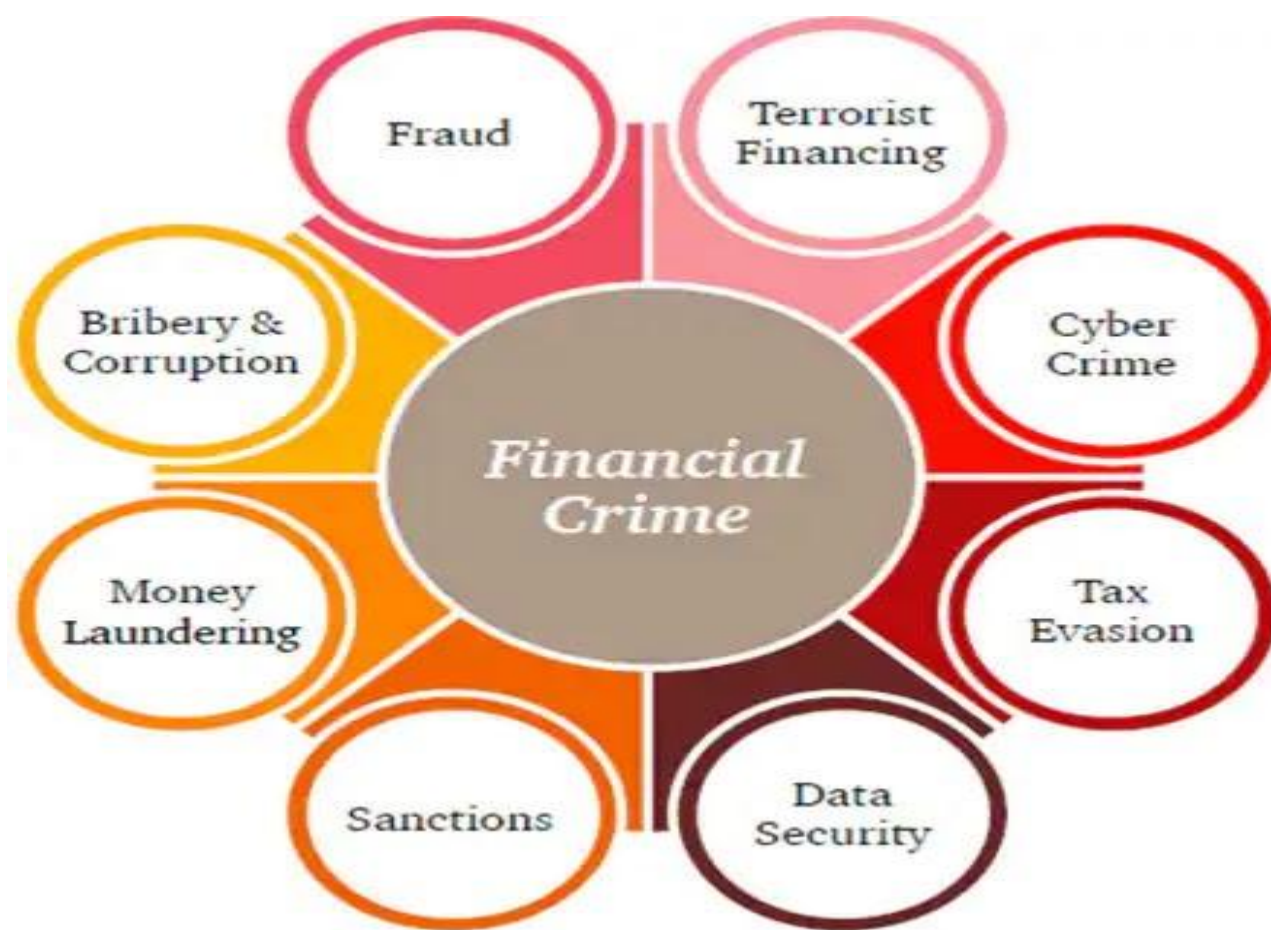 Fraud
Terrorist
Financing
Bribery &
Corruption
Cyber
Crime
Financial
Crime
Money
Laundering
Tax
Evasion
Sanctions
Data
Security